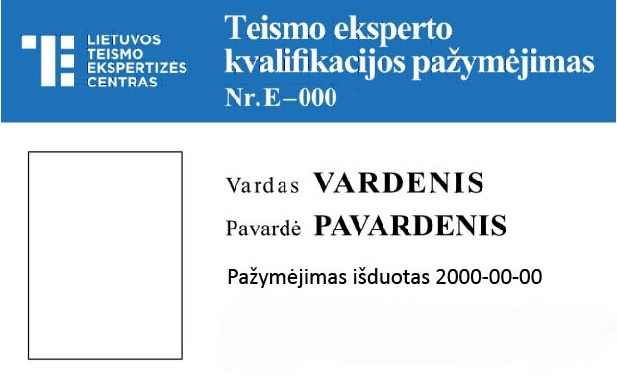 LIETUVOS
TEISMO
EKSPERTIZĖS
CENTRAS
Teismo eksperto
kvalifikacijos pažymėjimas
Nr. E–000
Vardas VARDENIS
Pavardė PAVARDENIS
Pažymėjimas išduotas 2000-00-00